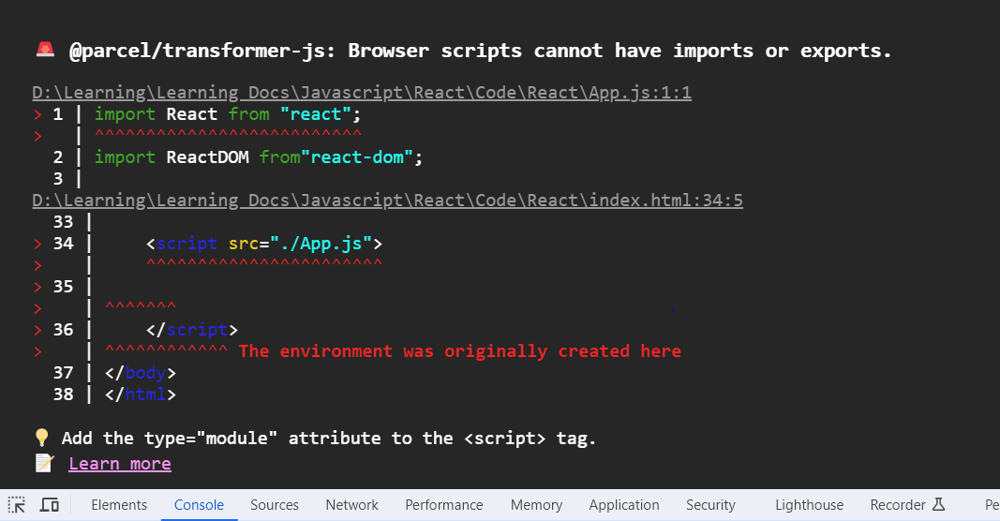 @parcel/transformer-js: Browser scripts cannot have imports or exports.
D:\Learning\Learning Docs\Javascript\React\Code\React\App.js:1:1
> 1 | import React from "react";
>   | ^^^^^^^^^^^^^^^^^^^^^^^^^^
  2 | import ReactDOM from"react-dom";
  3 |
D:\Learning\Learning Docs\Javascript\React\Code\React\index.html:34:5
  33 |
> 34 |     <script src="./App.js">
>    |     ^^^^^^^^^^^^^^^^^^^^^^^
> 35 |
>    | ^^^^^^^
> 36 |     </script>
>    | ^^^^^^^^^^^^ The environment was originally created here
  37 | </body>
  38 | </html>
Add the type="module" attribute to the <script> tag.
Learn more
Elements Console Sources Network Performance Memory Application Security Lighthouse Recorder Pe